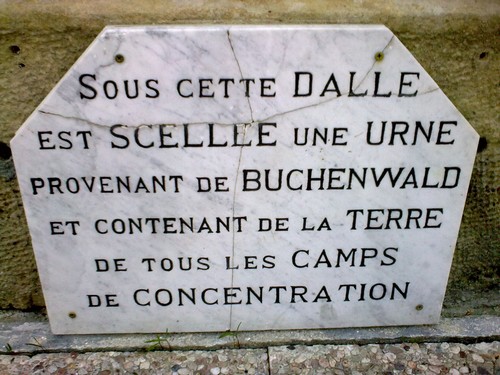 SOUS CETTE DALLE
EST SCELLÉE UNE URNE
PROVENANT DE BUCHENWALD
ET CONTENANT DE LA TERRE
DE TOUS LES CAMPS
DE CONCENTRATION